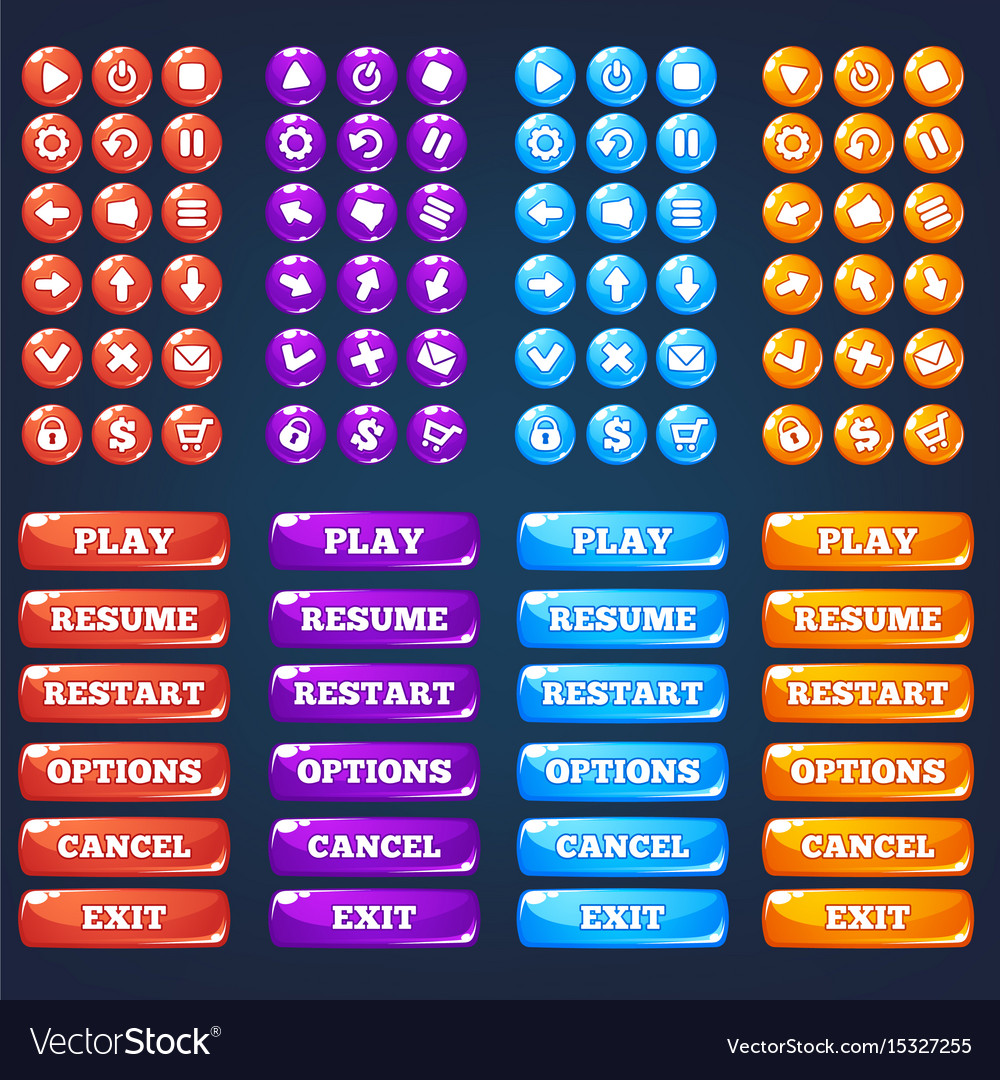 $ $ $ $
PLAY PLAY PLAY PLAY
RESUME RESUME RESUME RESUME
RESTART RESTART RESTART RESTART
OPTIONS OPTIONS OPTIONS OPTIONS
CANCEL CANCEL CANCEL CANCEL
EXIT EXIT EXIT EXIT
VectorStock®
VectorStock.com/15327255